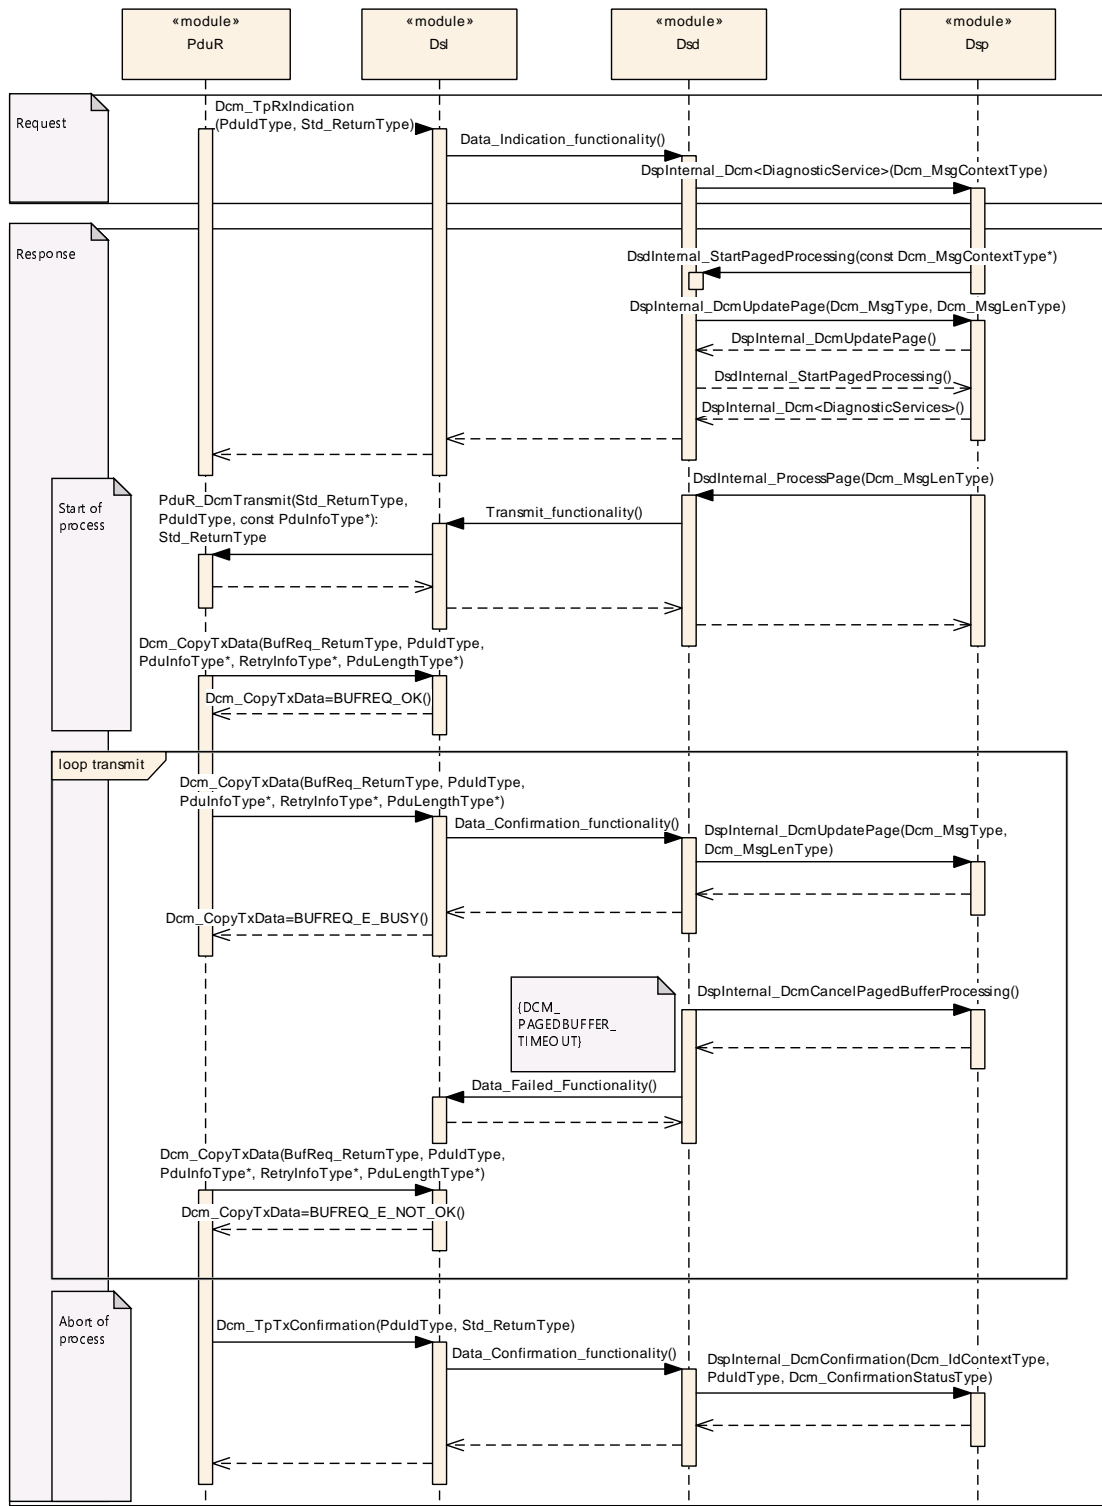 «module»
PduR
«module»
Dsl
«module»
Dsd
«module»
Dsp
Request
Dcm_TpRxIndication
(PduIdType, Std_ReturnType)
Data_Indication_functionality()
DspInternal_Dcm<DiagnosticService>(Dcm_MsgContextType)
Response
DsdInternal_StartPagedProcessing(const Dcm_MsgContextType*)
DspInternal_DcmUpdatePage(Dcm_MsgType, Dcm_MsgLenType)
DspInternal_DcmUpdatePage()
DsdInternal_StartPagedProcessing()
DspInternal_Dcm<DiagnosticServices>()
Start of
process
DsdInternal_ProcessPage(Dcm_MsgLenType)
PduR_DcmTransmit(Std_ReturnType,
PduIdType, const PduInfoType*):
Std_ReturnType
Transmit_functionality()
Dcm_CopyTxData(BufReq_ReturnType, PduIdType,
PduInfoType*, RetryInfoType*, PduLengthType*)
Dcm_CopyTxData=BUFREQ_OK()
loop transmit
Dcm_CopyTxData(BufReq_ReturnType, PduIdType,
PduInfoType*, RetryInfoType*, PduLengthType*)
Data_Confirmation_functionality()
DspInternal_DcmUpdatePage(Dcm_MsgType,
Dcm_MsgLenType)
Dcm_CopyTxData=BUFREQ_E_BUSY()
{DCM_
PAGEDBUFFER_
TIMEOUT}
DspInternal_DcmCancelPagedBufferProcessing()
Data_Failed_Functionality()
Dcm_CopyTxData(BufReq_ReturnType, PduIdType,
PduInfoType*, RetryInfoType*, PduLengthType*)
Dcm_CopyTxData=BUFREQ_E_NOT_OK()
Abort of
process
Dcm_TpTxConfirmation(PduIdType, Std_ReturnType)
Data_Confirmation_functionality()
DspInternal_DcmConfirmation(Dcm_IdContextType,
PduIdType, Dcm_ConfirmationStatusType)